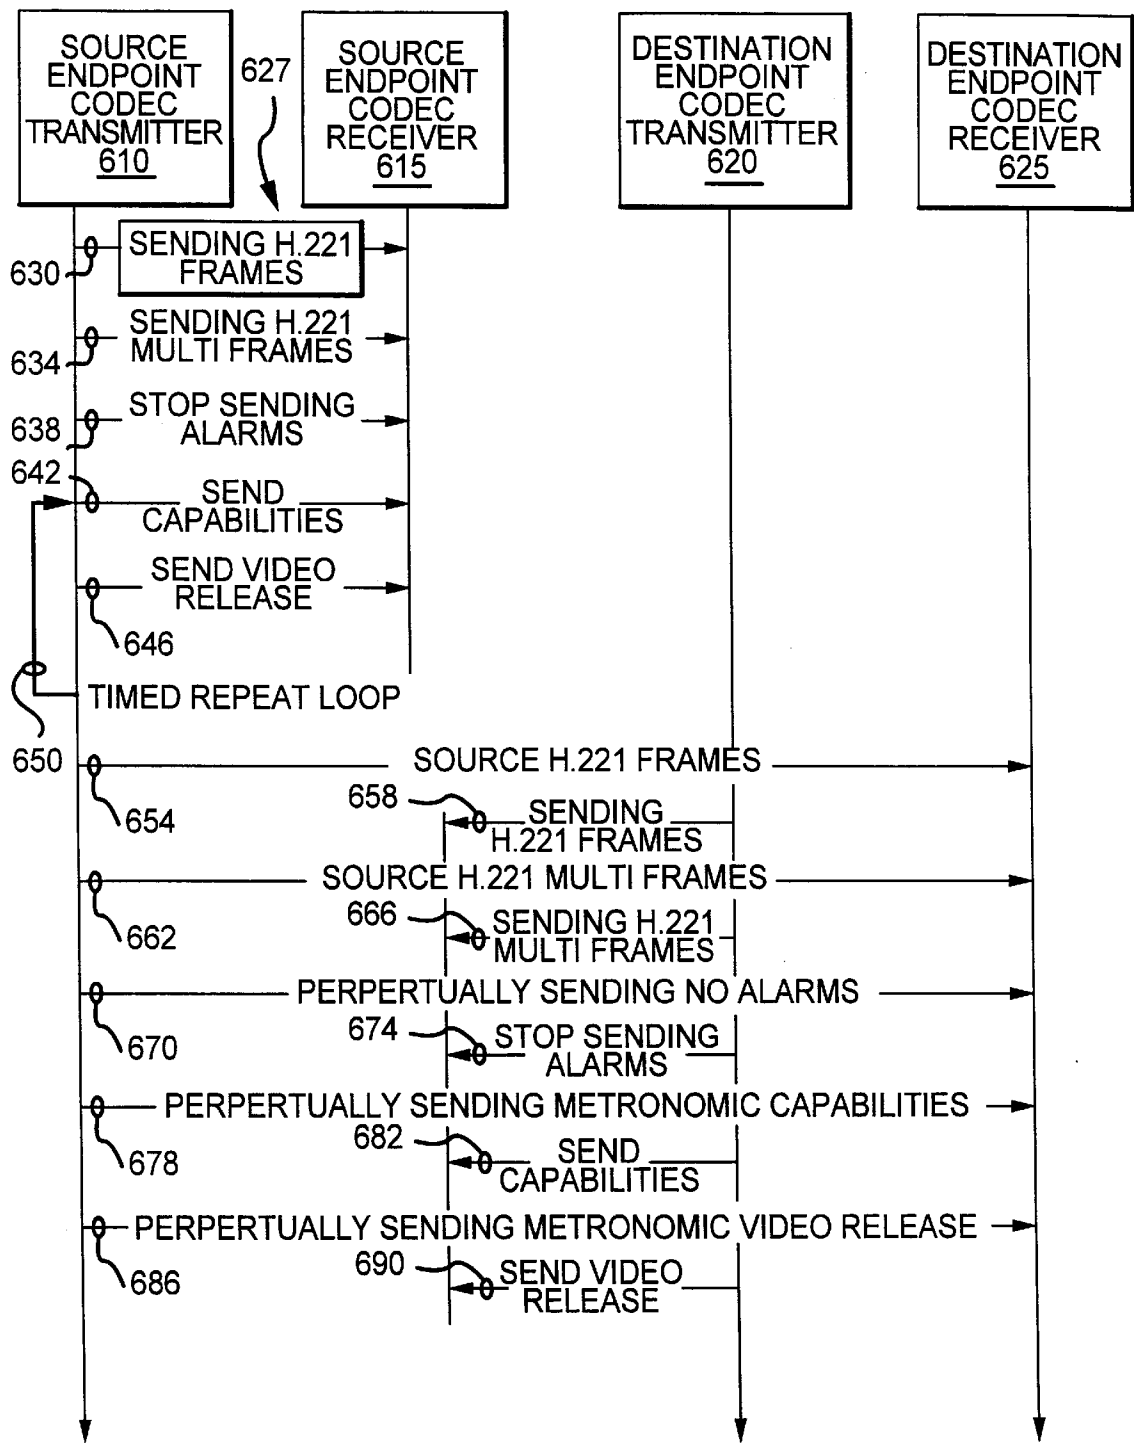 SOURCE
ENDPOINT
CODEC
TRANSMITTER
610
627
SOURCE
ENDPOINT
CODEC
RECEIVER
615
DESTINATION
ENDPOINT
CODEC
TRANSMITTER
620
DESTINATION
ENDPOINT
CODEC
RECEIVER
625
630
SENDING H.221
FRAMES
634
SENDING H.221
MULTI FRAMES
638
STOP SENDING
ALARMS
642
SEND
CAPABILITIES
SEND VIDEO
RELEASE
646
650
TIMED REPEAT LOOP
SOURCE H.221 FRAMES
654
658
SENDING
H.221 FRAMES
SOURCE H.221 MULTI FRAMES
662
666
SENDING H.221
MULTI FRAMES
PERPERTUALLY SENDING NO ALARMS
670
674
STOP SENDING
ALARMS
PERPERTUALLY SENDING METRONOMIC CAPABILITIES
678
682
SEND
CAPABILITIES
PERPERTUALLY SENDING METRONOMIC VIDEO RELEASE
686
690
SEND VIDEO
RELEASE